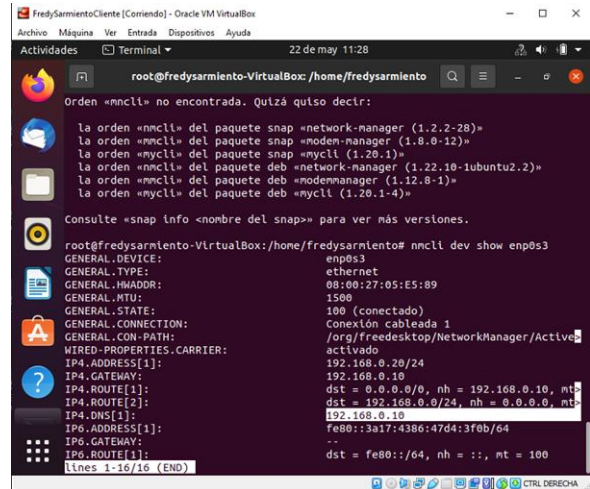 FredySarmientoCliente [Corriendo] - Oracle VM VirtualBox
Archivo Máquina Ver Entrada Dispositivos Ayuda
Actividades Terminal 22 de may 11:28
root@fredysarmiento-VirtualBox: /home/fredysarmiento
Orden «mncli» no encontrada. Quizá quiso decir:
la orden «nmcli» del paquete snap «network-manager (1.2.2-28)»
la orden «mmcli» del paquete snap «modem-manager (1.8.0-12)»
la orden «mycli» del paquete snap «mycli (1.20.1)»
la orden «nmcli» del paquete deb «network-manager (1.22.10-1ubuntu2.2)»
la orden «mmcli» del paquete deb «modemmanager (1.12.8-1)»
la orden «mycli» del paquete deb «mycli (1.20.1-4)»
Consulte «snap info <nombre del snap>» para ver más versiones.
root@fredysarmiento-VirtualBox:/home/fredysarmiento# nmcli dev show enp0s3
GENERAL.DEVICE: enp0s3
GENERAL.TYPE: ethernet
GENERAL.HWADDR: 08:00:27:05:E5:89
GENERAL.MTU: 1500
GENERAL.STATE: 100 (conectado)
GENERAL.CONNECTION: Conexión cableada 1
GENERAL.CON-PATH: /org/freedesktop/NetworkManager/Active>
WIRED-PROPERTIES.CARRIER: activado
IP4.ADDRESS[1]: 192.168.0.20/24
IP4.GATEWAY: 192.168.0.10
IP4.ROUTE[1]: dst = 0.0.0.0/0, nh = 192.168.0.10, mt>
IP4.ROUTE[2]: dst = 192.168.0.0/24, nh = 0.0.0.0, mt>
IP4.DNS[1]: 192.168.0.10
IP6.ADDRESS[1]: fe80::3a17:4386:47d4:3f0b/64
IP6.GATEWAY: --
IP6.ROUTE[1]: dst = fe80::/64, nh = ::, mt = 100
lines 1-16/16 (END)
CTRL DERECHA